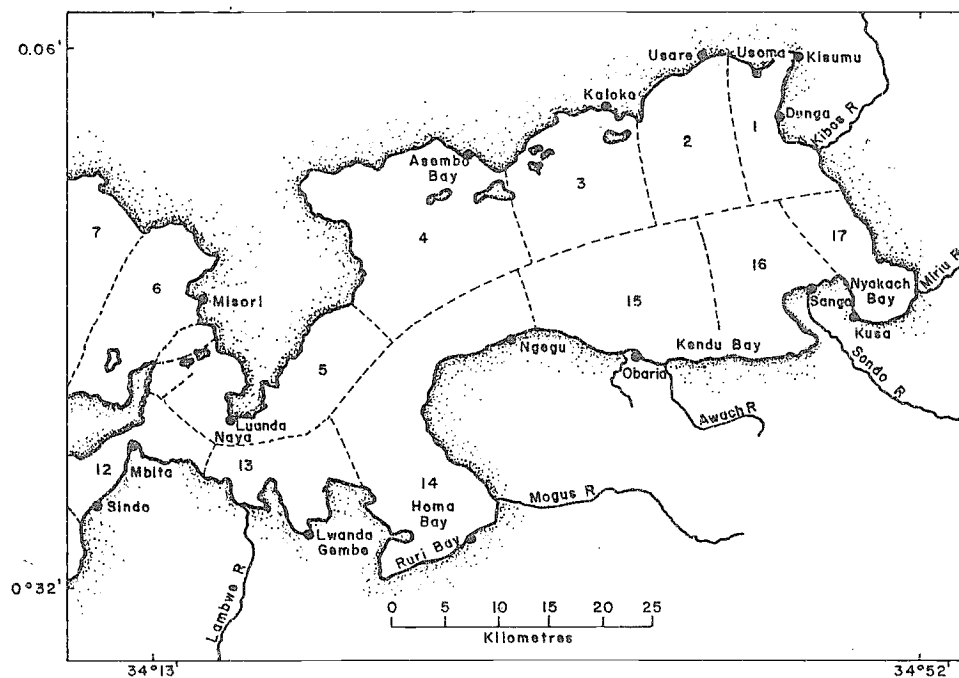 0.06'
Usare
Usoma
Kisumu
Kaloka
Dunga
1
Kibos R
2
Asembo
Bay
3
4
7
17
16
6
Nyakach
Bay
Miriu R
Misori
15
Sango
Kusa
Ngegu
Kendu Bay
Sondo R
5
Obaria
Luanda
Naya
Awach R
12
Mbita
13
14
Homa
Bay
Mogus R
Sindo
Lwanda
Gembe
Ruri Bay
0°32'
Lambwe R
0 5 10 15 20 25
Kilometres
34°13'
34°52'